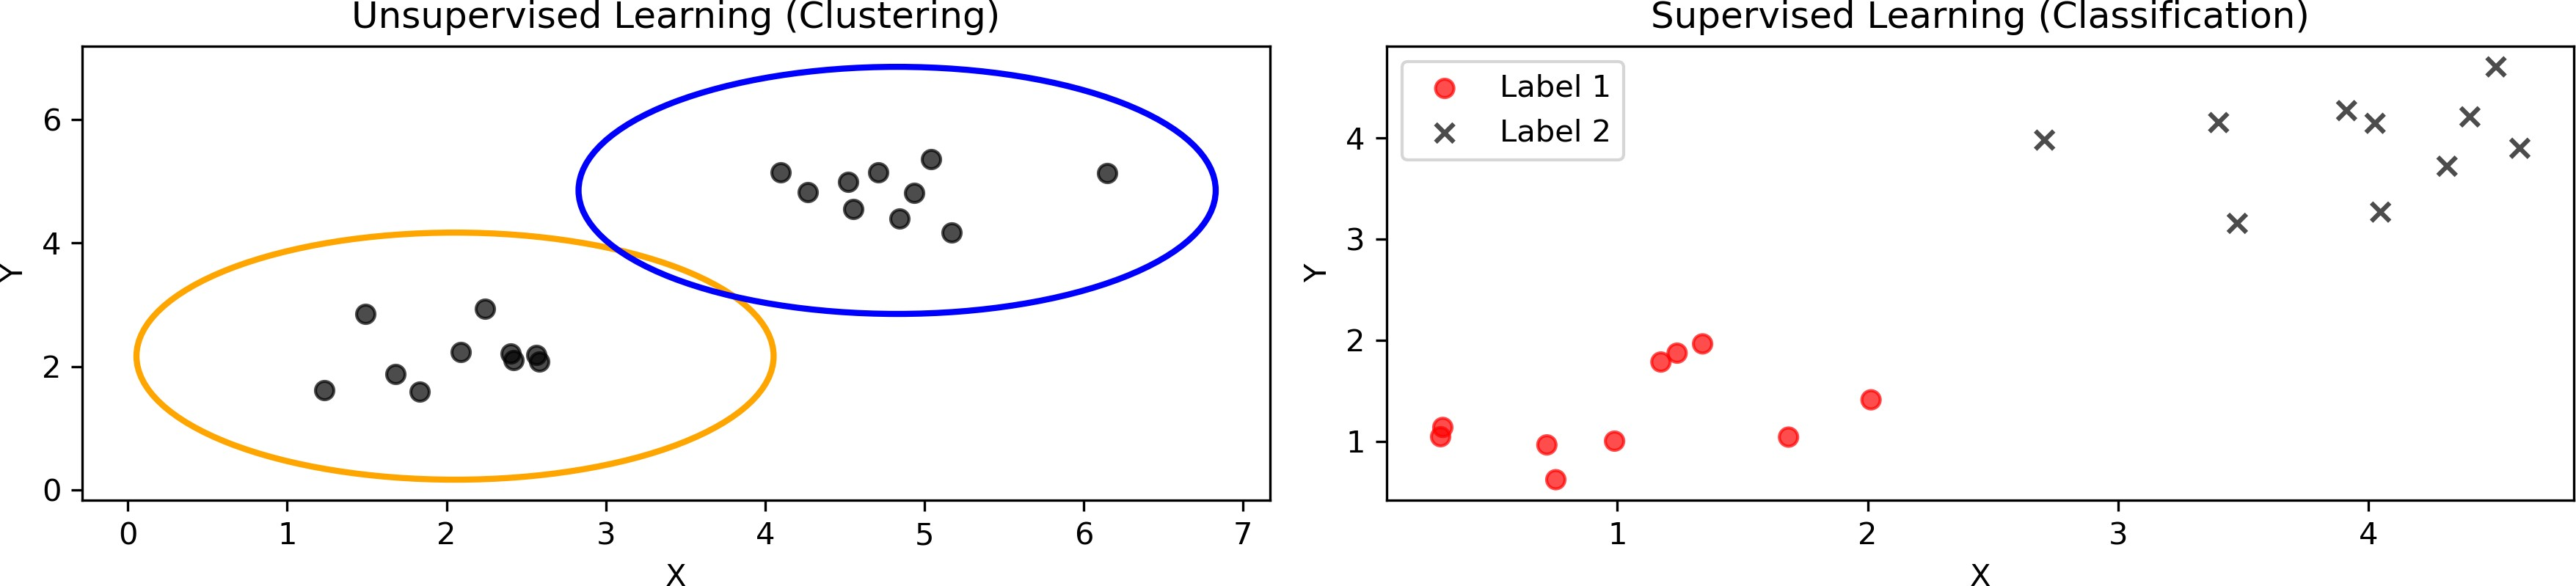 Unsupervised Learning (Clustering)
Y
6
4
2
0
0 1 2 3 4 5 6 7
X
Supervised Learning (Classification)
Label 1
Label 2
Y
4
3
2
1
1 2 3 4
X